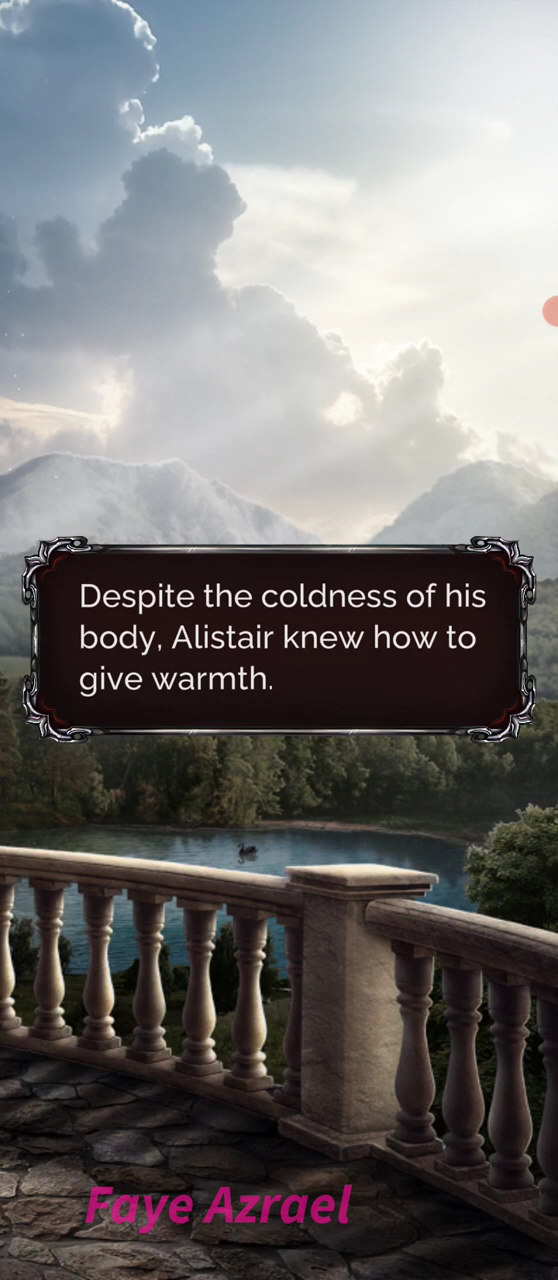 Despite the coldness of his
body, Alistair knew how to
give warmth.
Faye Azrael